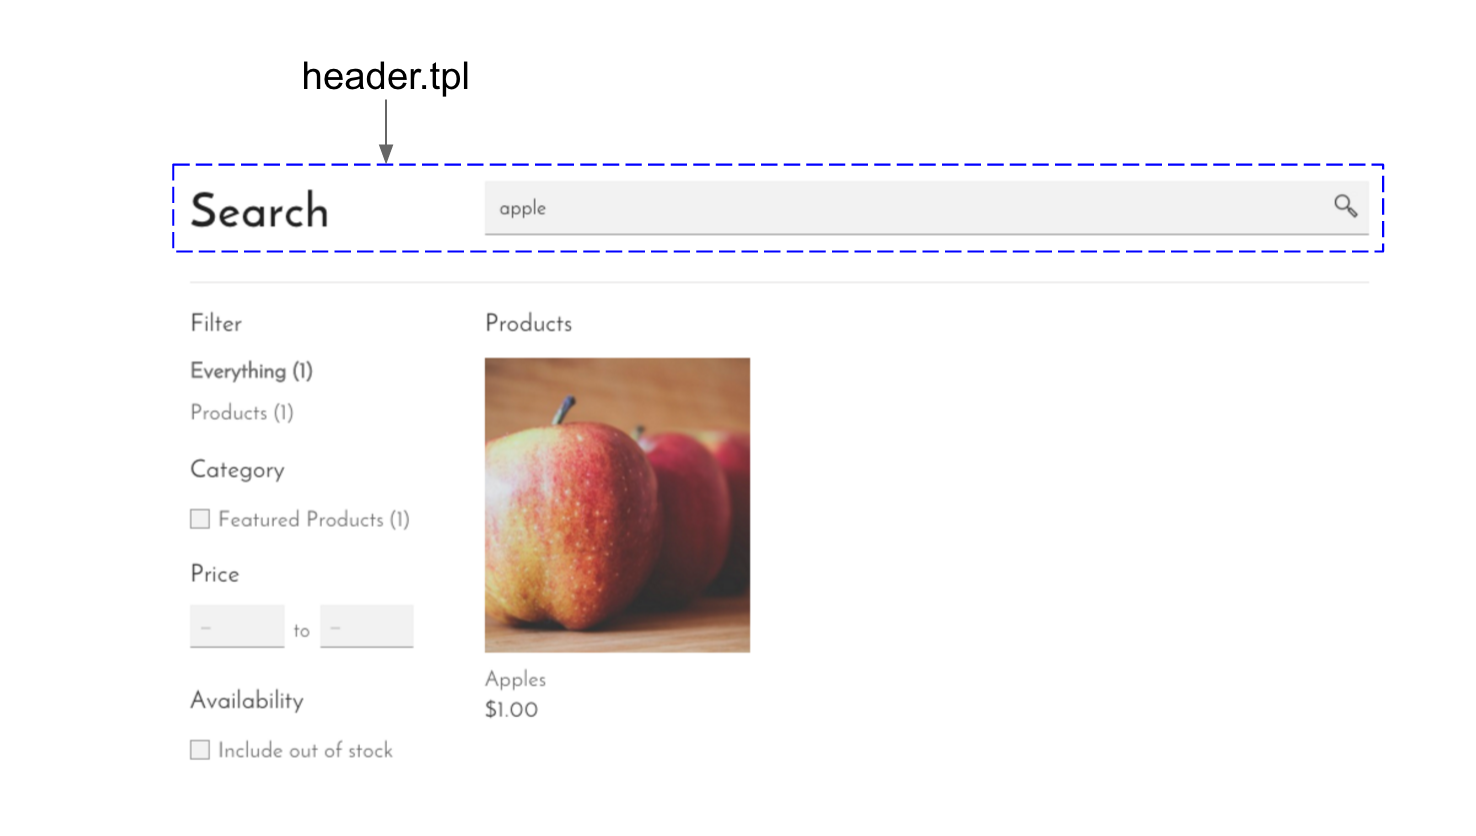 header.tpl
Search
apple
Filter
Everything (1)
Products (1)
Category
Featured Products (1)
Price
– to –
Availability
Include out of stock
Products
Apples
$1.00